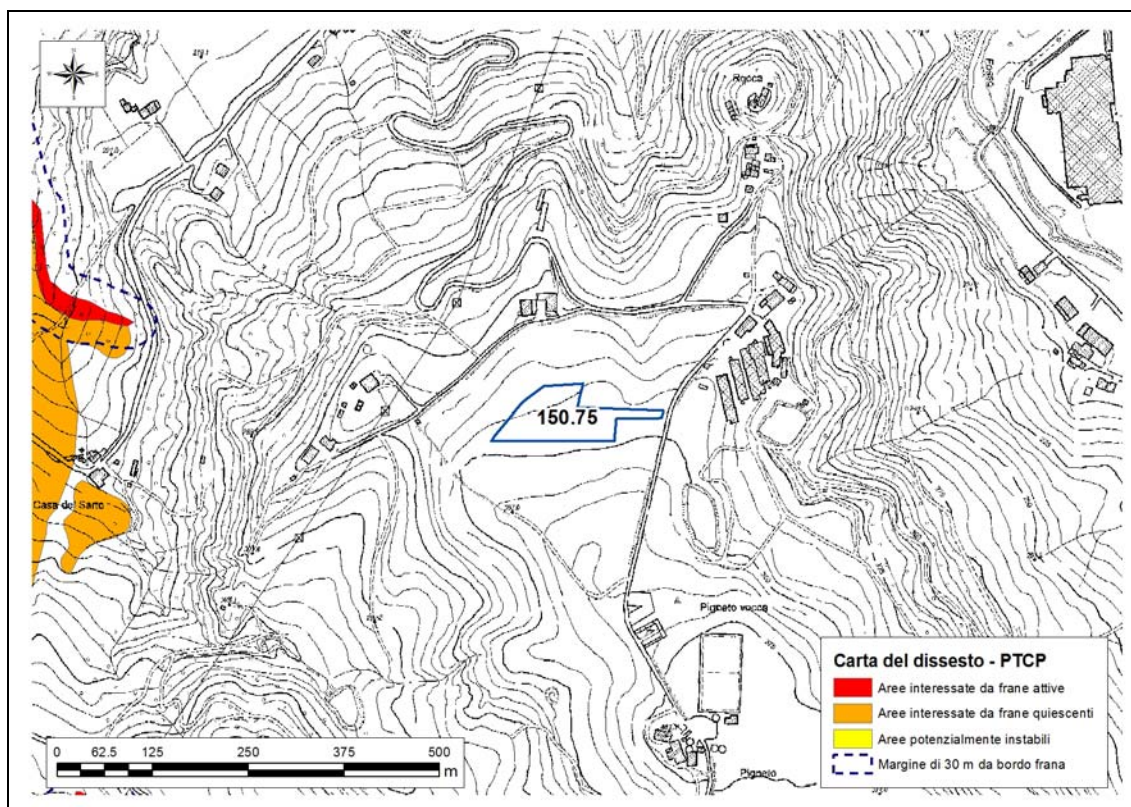 Rocca
Fosso
150.75
Casa del Sarto
Pigneto vecca
Pigneto
Carta del dissesto - PTCP
Aree interessate da frane attive
Aree interessate da frane quiescenti
Aree potenzialmente instabili
Margine di 30 m da bordo frana
0 62.5 125 250 375 500
m